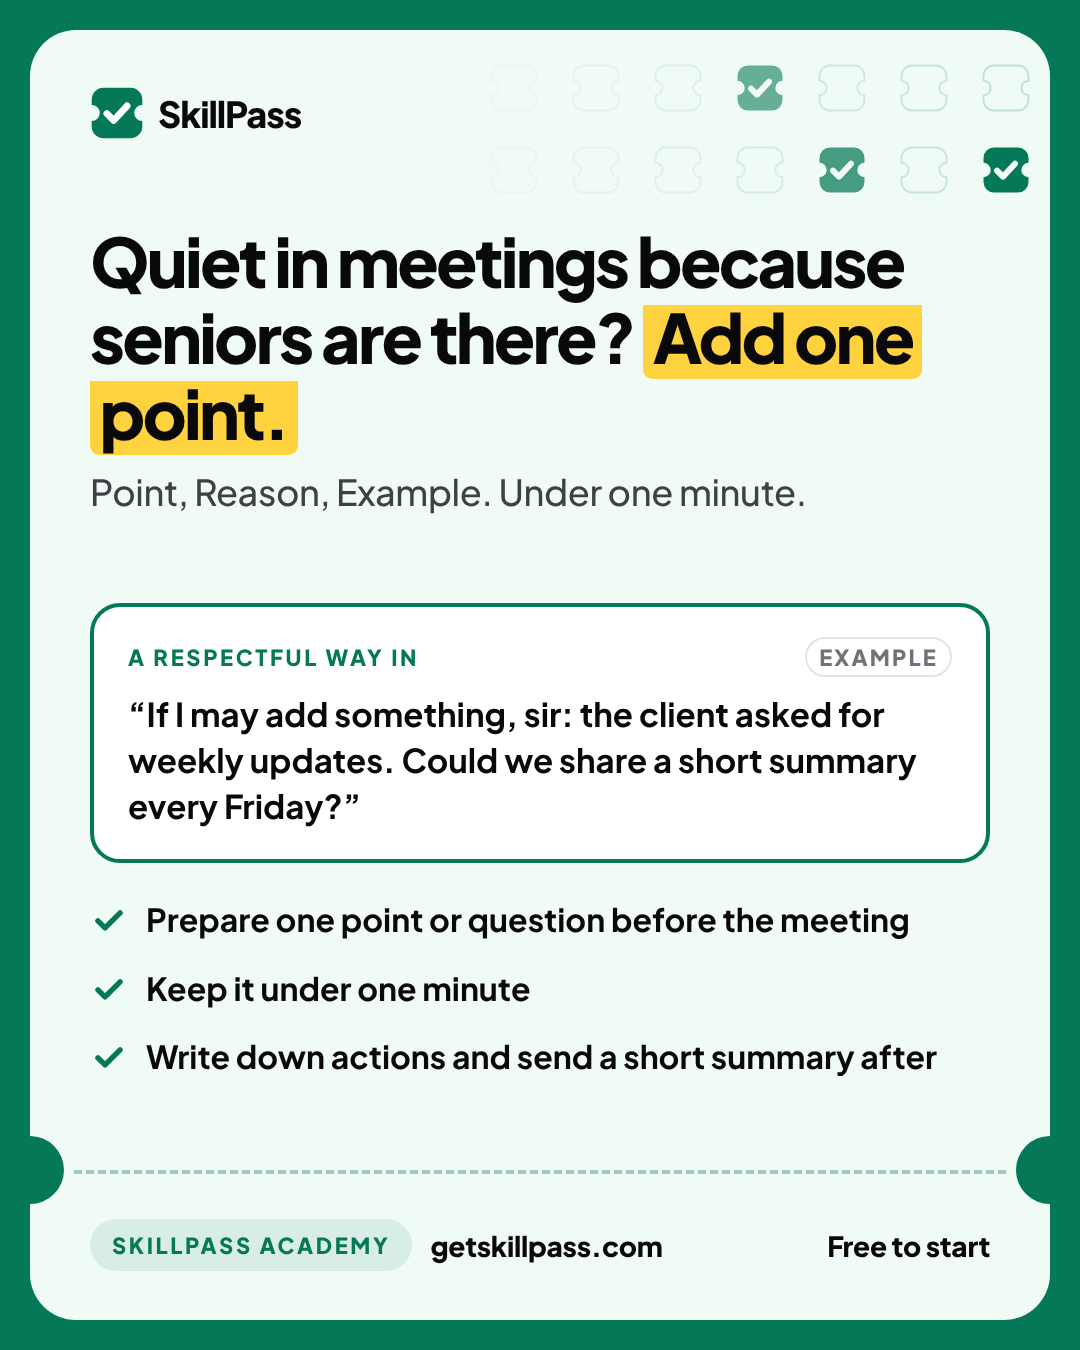 SkillPass
Quiet in meetings because
seniors are there? Add one
point.
Point, Reason, Example. Under one minute.
A RESPECTFUL WAY IN
EXAMPLE
“If I may add something, sir: the client asked for
weekly updates. Could we share a short summary
every Friday?”
Prepare one point or question before the meeting
Keep it under one minute
Write down actions and send a short summary after
SKILLPASS ACADEMY
getskillpass.com
Free to start